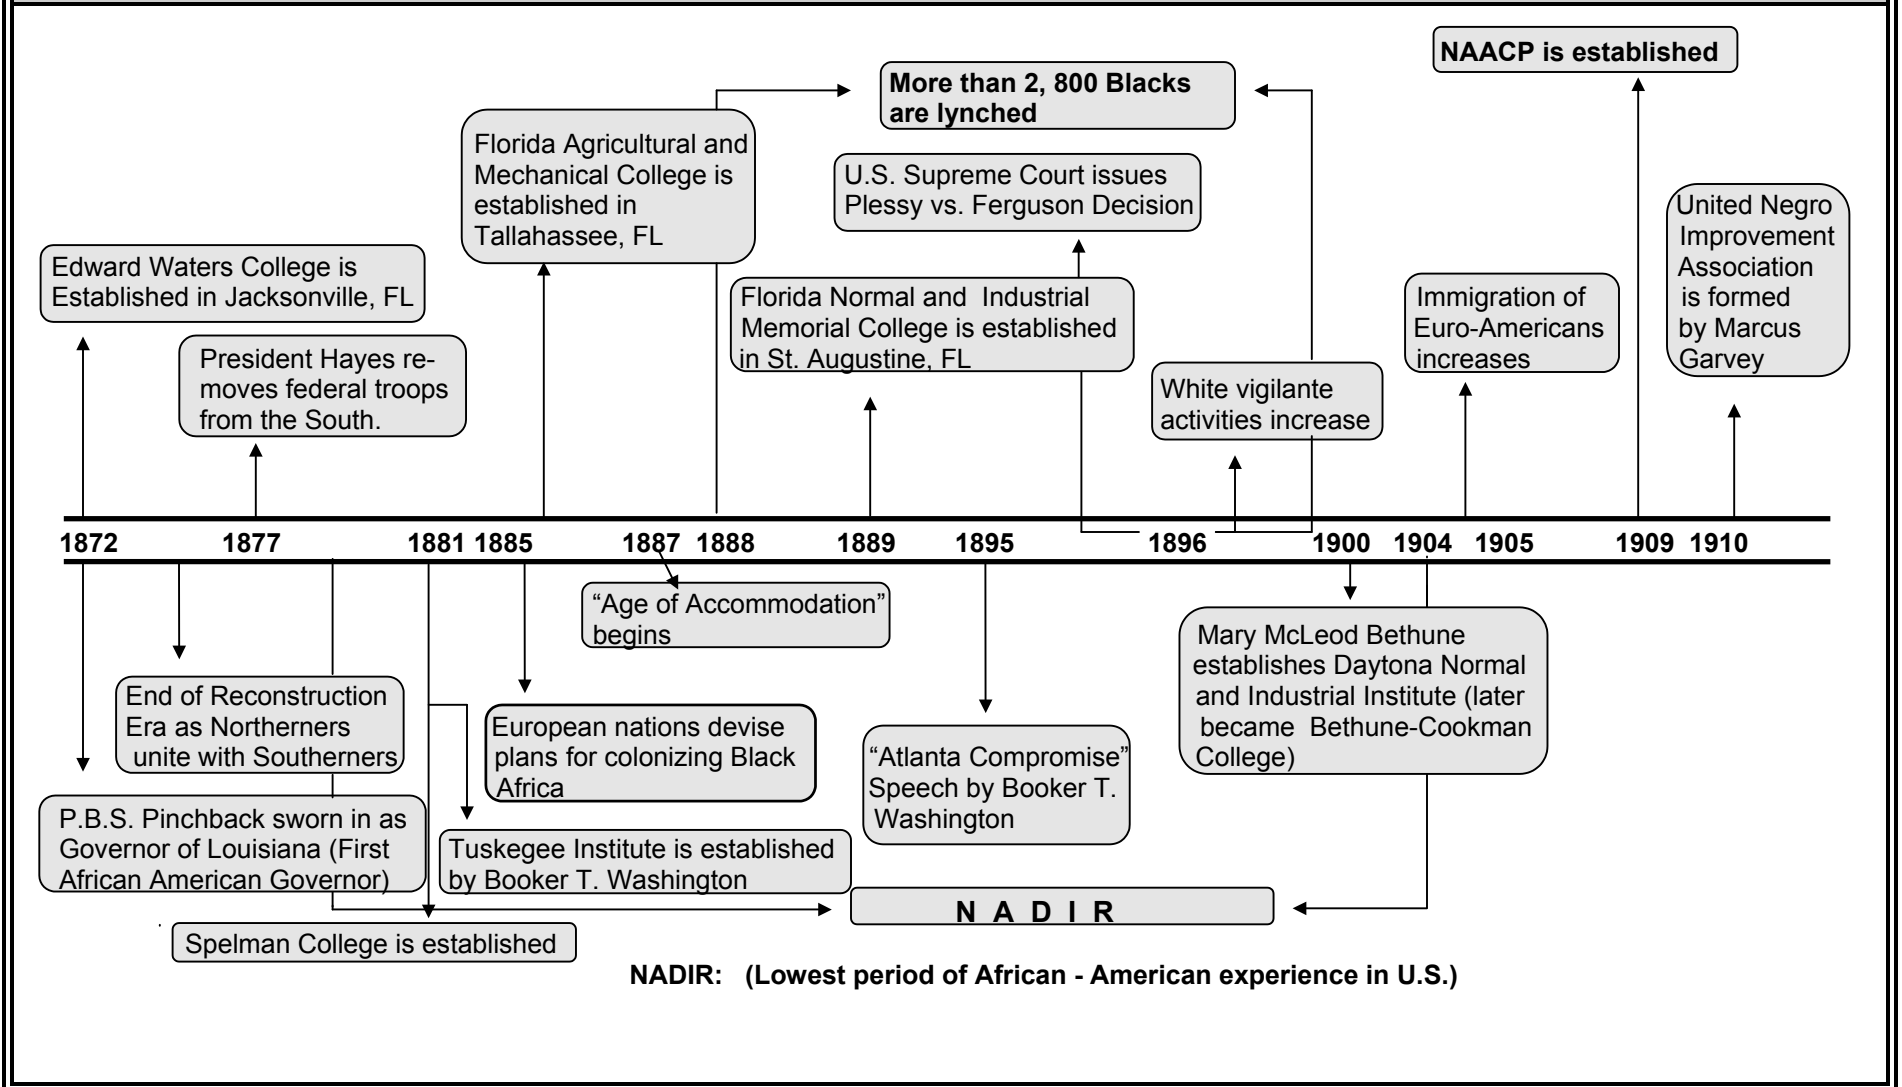 NAACP is established
More than 2, 800 Blacks
are lynched
Florida Agricultural and
Mechanical College is
established in
Tallahassee, FL
U.S. Supreme Court issues
Plessy vs. Ferguson Decision
United Negro
Improvement
Association
is formed
by Marcus
Garvey
Edward Waters College is
Established in Jacksonville, FL
Florida Normal and Industrial
Memorial College is established
in St. Augustine, FL
Immigration of
Euro-Americans
increases
President Hayes re-
moves federal troops
from the South.
White vigilante
activities increase
1872 1877 1881 1885 1887 1888 1889 1895 1896 1900 1904 1905 1909 1910
“Age of Accommodation”
begins
Mary McLeod Bethune
establishes Daytona Normal
and Industrial Institute (later
became Bethune-Cookman
College)
End of Reconstruction
Era as Northerners
unite with Southerners
European nations devise
plans for colonizing Black
Africa
“Atlanta Compromise”
Speech by Booker T.
Washington
P.B.S. Pinchback sworn in as
Governor of Louisiana (First
African American Governor)
Tuskegee Institute is established
by Booker T. Washington
N A D I R
Spelman College is established
NADIR: (Lowest period of African - American experience in U.S.)